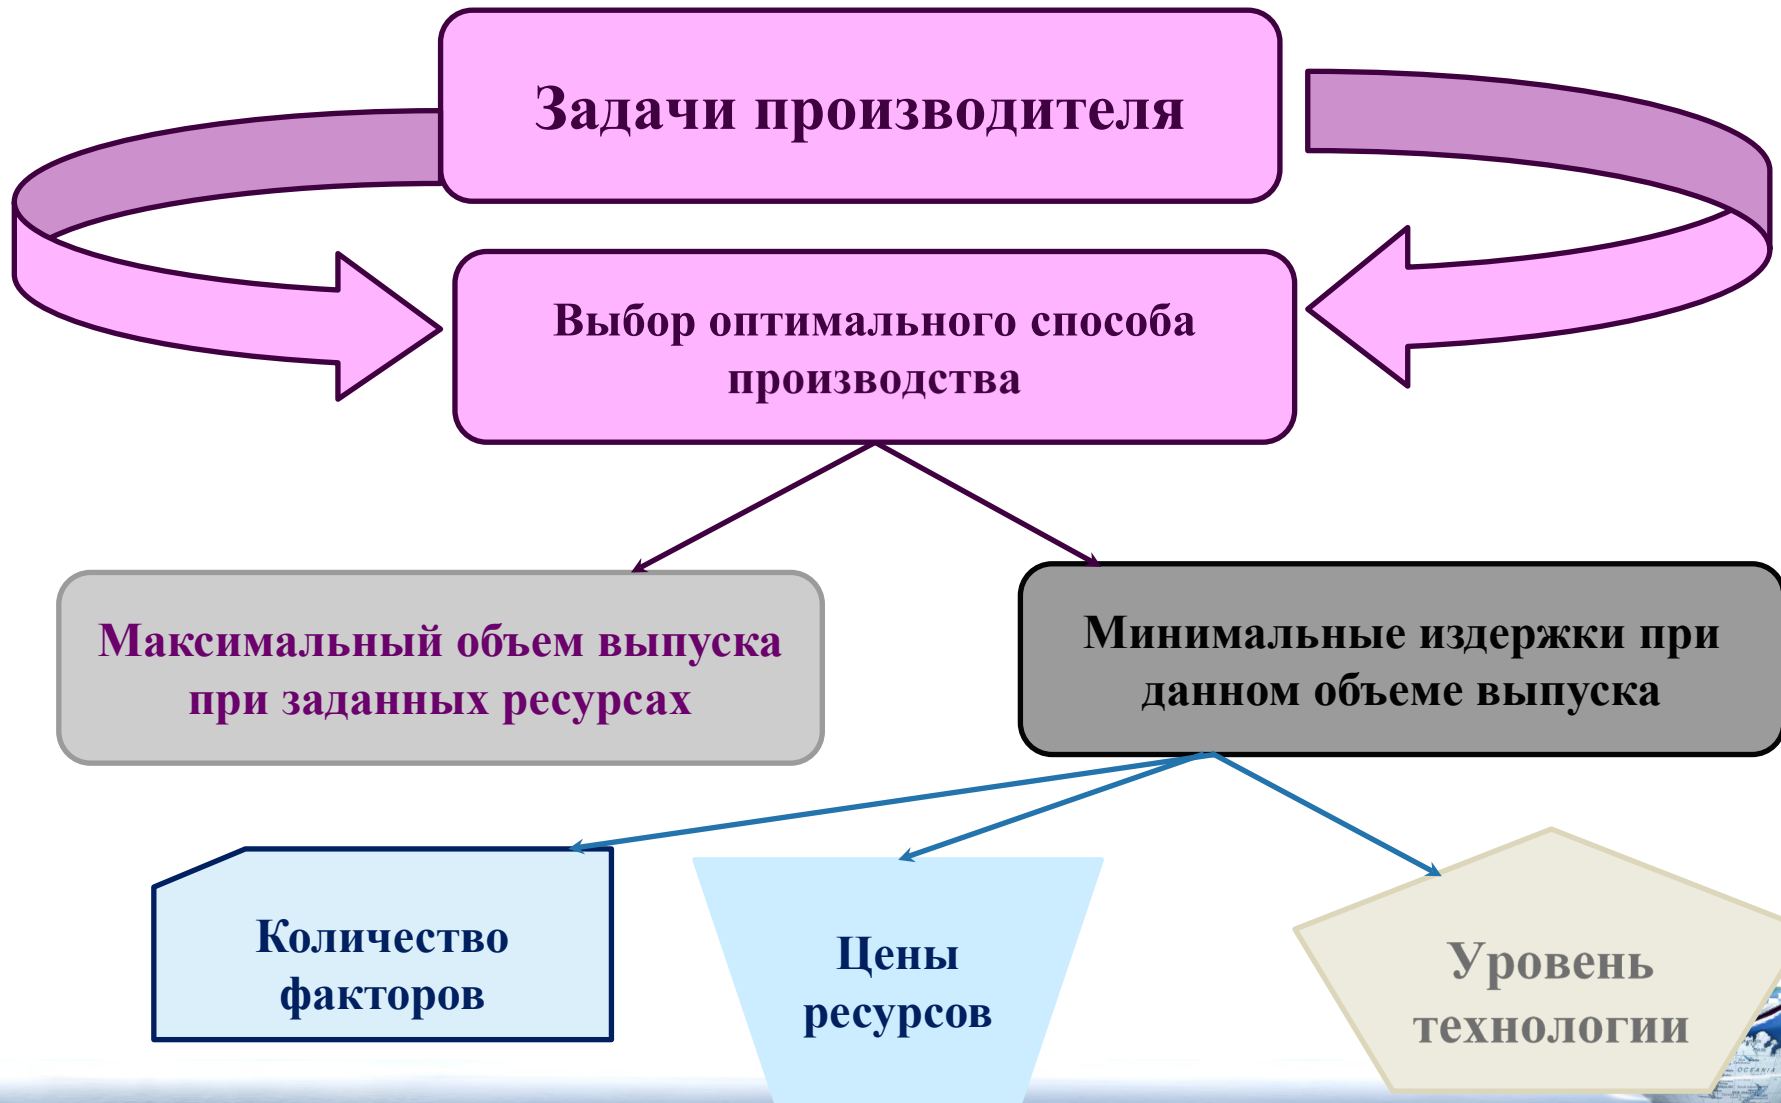 Задачи производителя
Выбор оптимального способа
производства
Максимальный объем выпуска
при заданных ресурсах
Минимальные издержки при
данном объеме выпуска
Количество
факторов
Цены
ресурсов
Уровень
технологии
OCEANIA